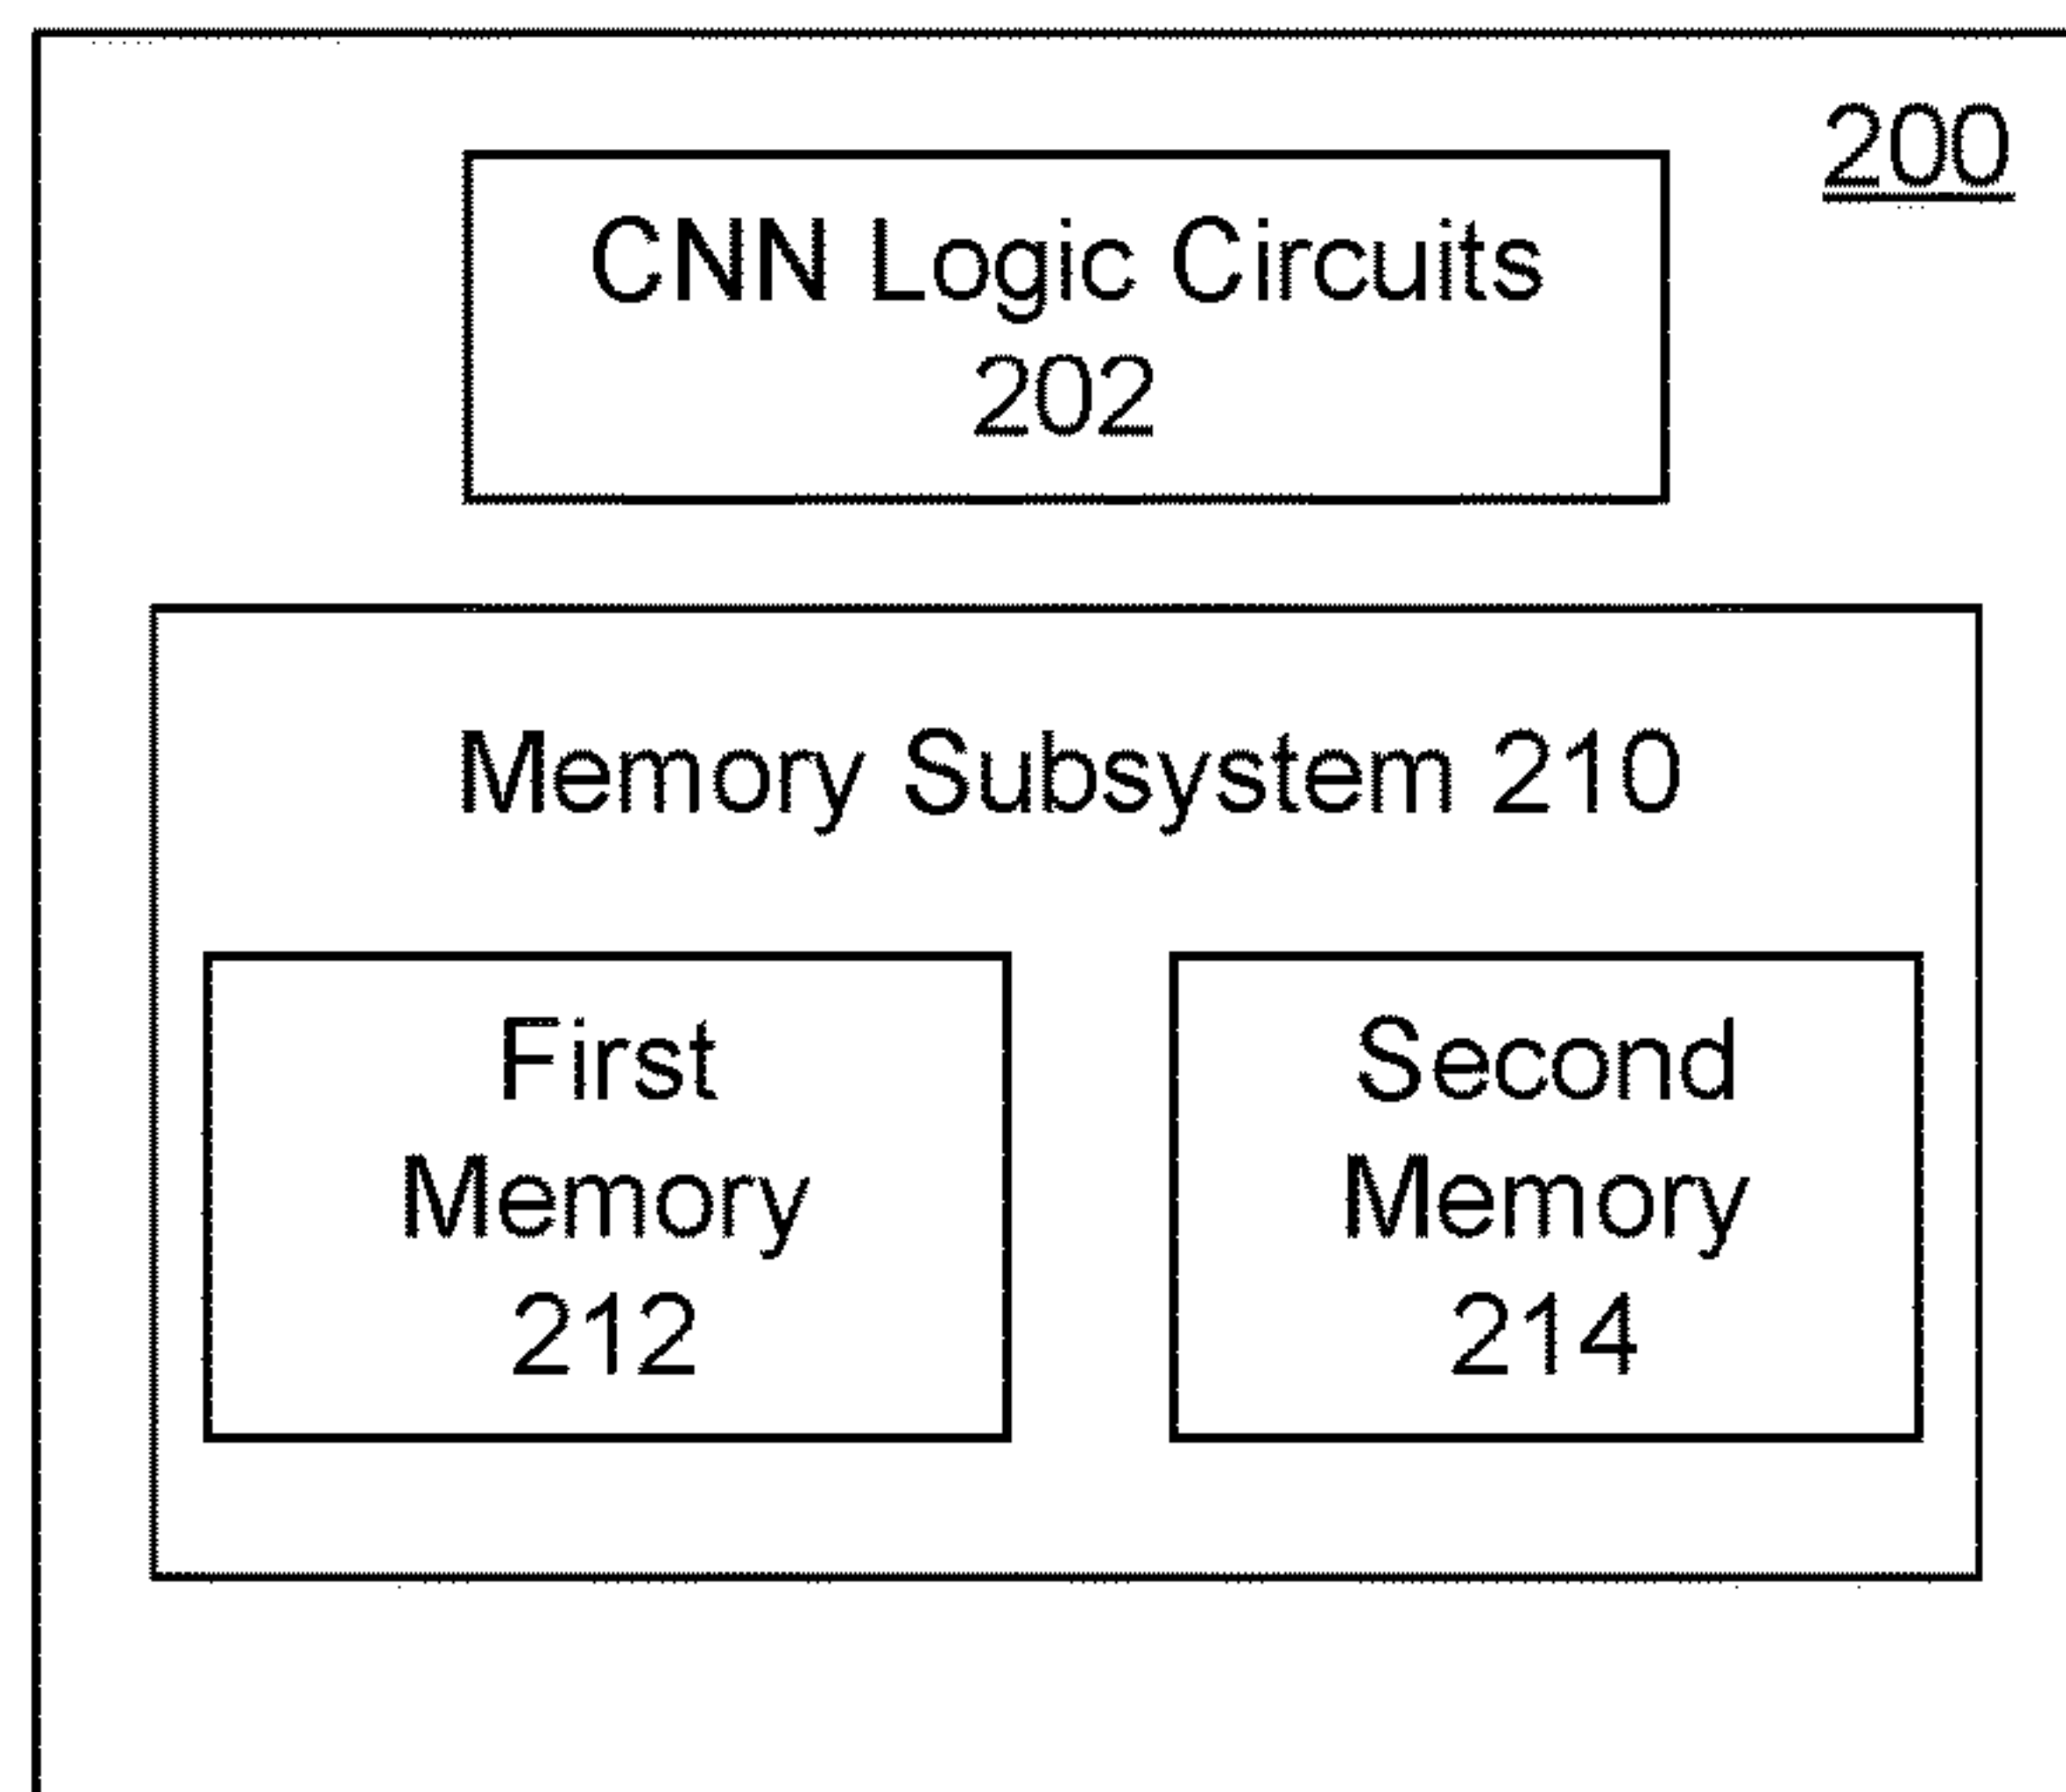 200
CNN Logic Circuits
202
Memory Subsystem 210
First
Memory
212
Second
Memory
214